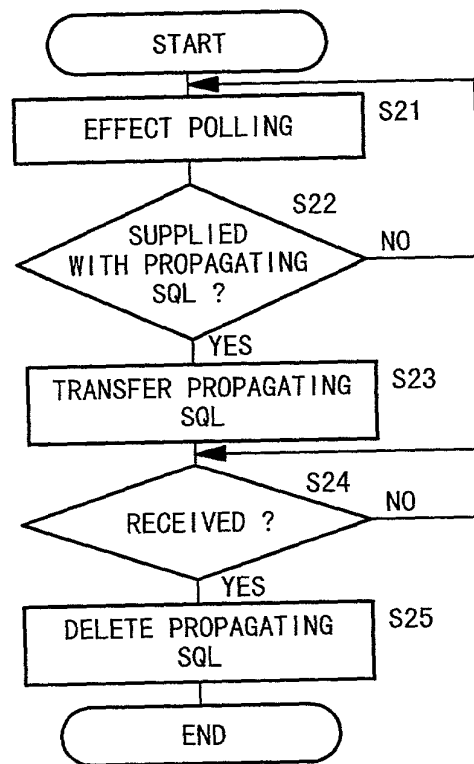 START
EFFECT POLLING
S21
S22
SUPPLIED
WITH PROPAGATING
SQL ?
NO
YES
TRANSFER PROPAGATING
SQL
S23
S24
RECEIVED ?
NO
YES
DELETE PROPAGATING
SQL
S25
END